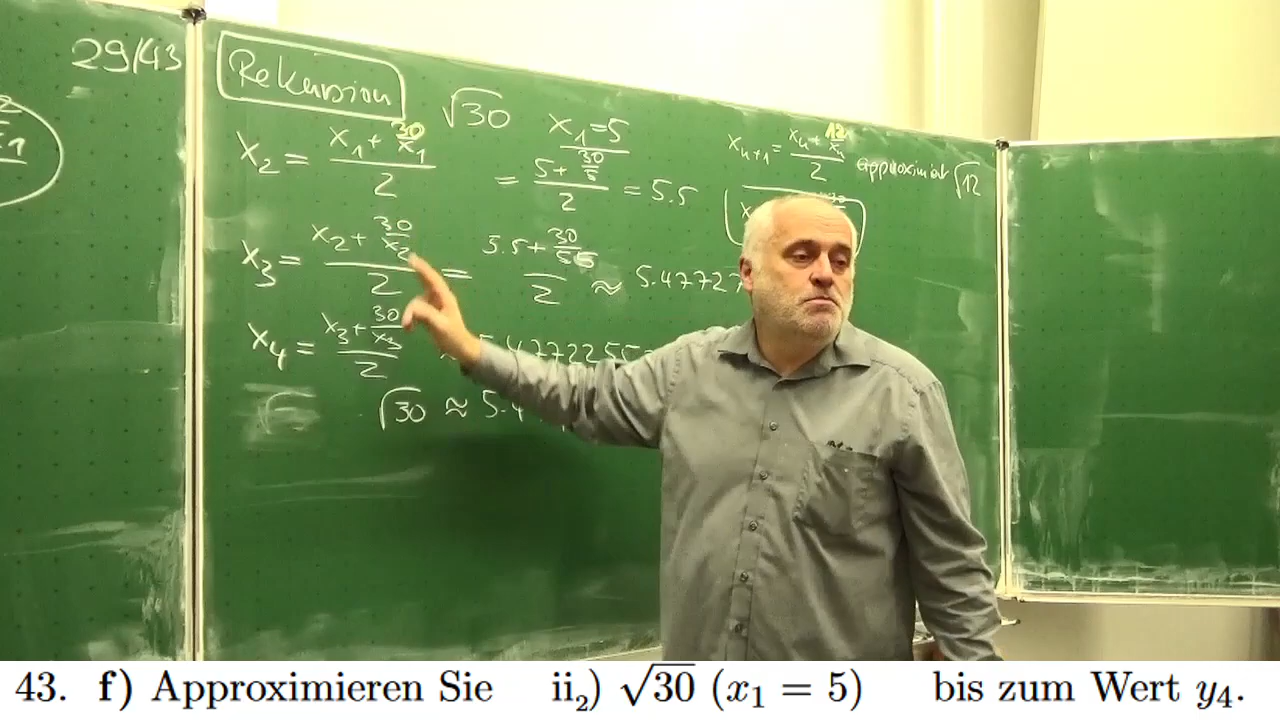 29/43
Rekursion
√30 x₁=5
x₂ = (x₁ + 30/x₁)/2 = (5 + 30/5)/2 = 5.5
xₙ₊₁ = (xₙ + 12/xₙ)/2 approximiert √12
x₃ = (x₂ + 30/x₂)/2 = (5.5 + 30/5.5)/2 ≈ 5.47727
x₄ = (x₃ + 30/x₃)/2 ≈ 5.4772255
√30 ≈ 5.4
43. f) Approximieren Sie ii₂) √30 (x₁ = 5) bis zum Wert y₄.